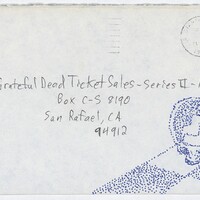 Grateful Dead Ticket Sales - Series II -
Box C-S 8190
San Rafael, CA
94912